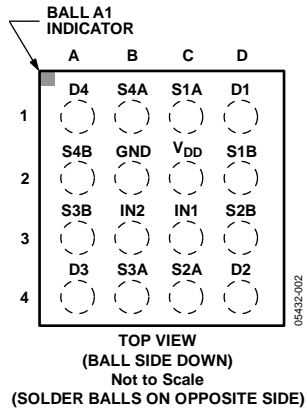 BALL A1
INDICATOR
A B C D
D4 S4A S1A D1
1
S4B GND VDD S1B
2
S3B IN2 IN1 S2B
3
D3 S3A S2A D2
4
05432-002
TOP VIEW
(BALL SIDE DOWN)
Not to Scale
(SOLDER BALLS ON OPPOSITE SIDE)